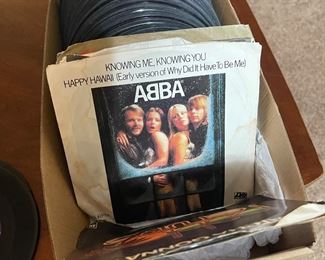 KNOWING ME, KNOWING YOU
HAPPY HAWAII (Early version of Why Did It Have To Be Me)
ABBA